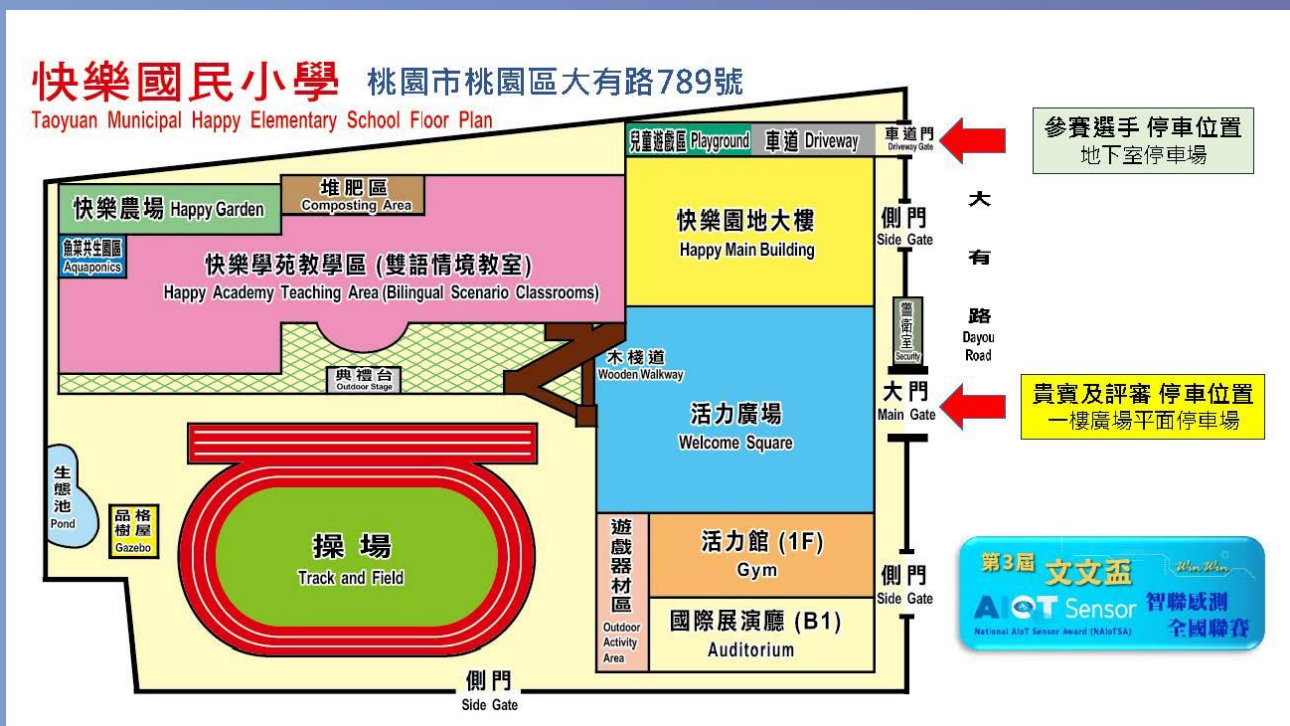 快樂國民小學 桃園市桃園區大有路789號
Taoyuan Municipal Happy Elementary School Floor Plan
兒童遊戲區 Playground
車道 Driveway
車道門
Driveway Gate
參賽選手 停車位置
地下室停車場
快樂農場 Happy Garden
堆肥區
Composting Area
魚菜共生園區
Aquaponics
快樂學苑教學區 (雙語情境教室)
Happy Academy Teaching Area (Bilingual Scenario Classrooms)
快樂園地大樓
Happy Main Building
側門
Side Gate
大有路
Dayou
Road
警衛室
Security
典禮台
Outdoor Stage
木棧道
Wooden Walkway
活力廣場
Welcome Square
大門
Main Gate
貴賓及評審 停車位置
一樓廣場平面停車場
生態池
Pond
品格
樹屋
Gazebo
操場
Track and Field
遊戲器材區
Outdoor
Activity
Area
活力館 (1F)
Gym
國際展演廳 (B1)
Auditorium
側門
Side Gate
側門
Side Gate
第3屆 文文盃 Win Win
AIOT Sensor 智聯感測
National AIoT Sensor Award (NAIoTSA) 全國聯賽